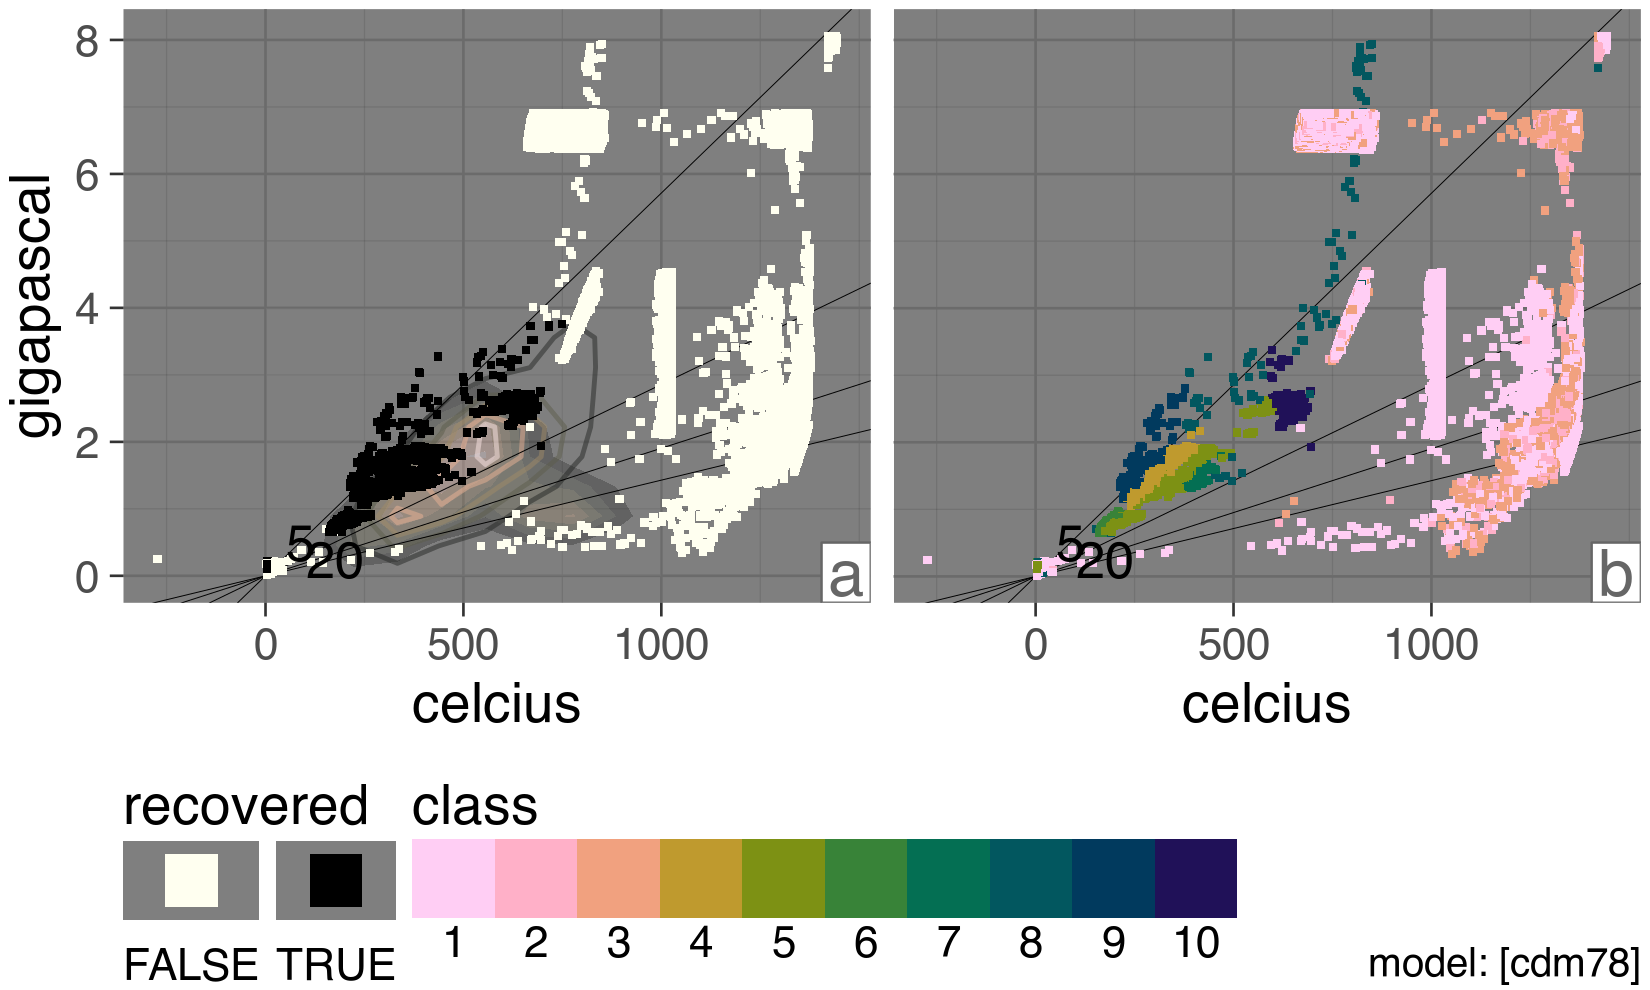 8
6
4
2
0
gigapascal
5
20
a
5
20
b
0 500 1000
0 500 1000
celcius
celcius
recovered
class
FALSE TRUE
1 2 3 4 5 6 7 8 9 10
model: [cdm78]